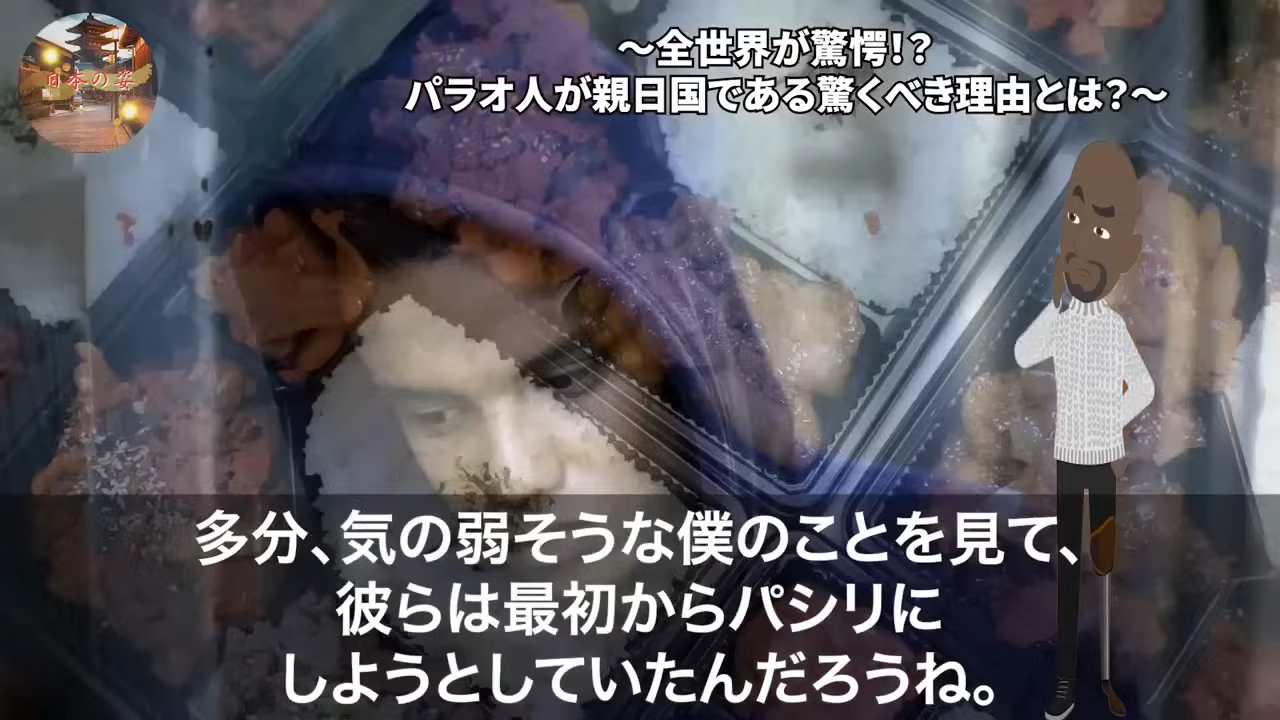 日本の姿
〜全世界が驚愕!?
パラオ人が親日国である驚くべき理由とは?〜
多分、気の弱そうな僕のことを見て、
彼らは最初からパシリに
しようとしていたんだろうね。